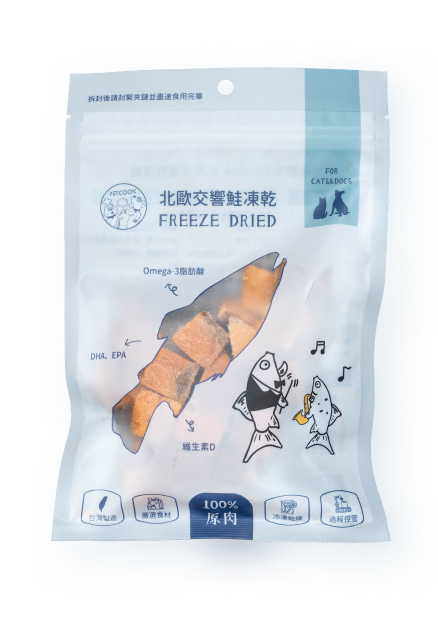 拆封後請封緊夾鏈並盡速食用完畢
FOR
CATS&DOGS
PETCOOK
北歐交響鮭凍乾
FREEZE DRIED
Omega-3脂肪酸
DHA、EPA
維生素D
台灣製造
嚴選食材
100%
原肉
冷凍乾燥
過程控管